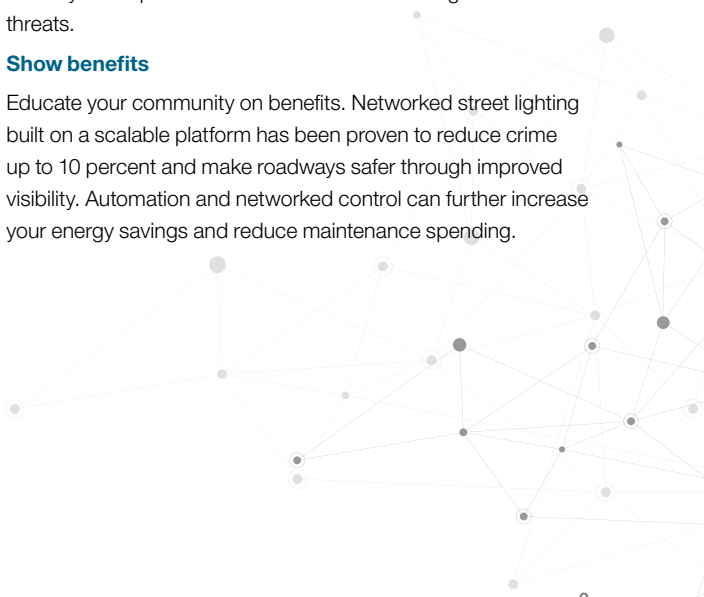 threats.
Show benefits
Educate your community on benefits. Networked street lighting
built on a scalable platform has been proven to reduce crime
up to 10 percent and make roadways safer through improved
visibility. Automation and networked control can further increase
your energy savings and reduce maintenance spending.